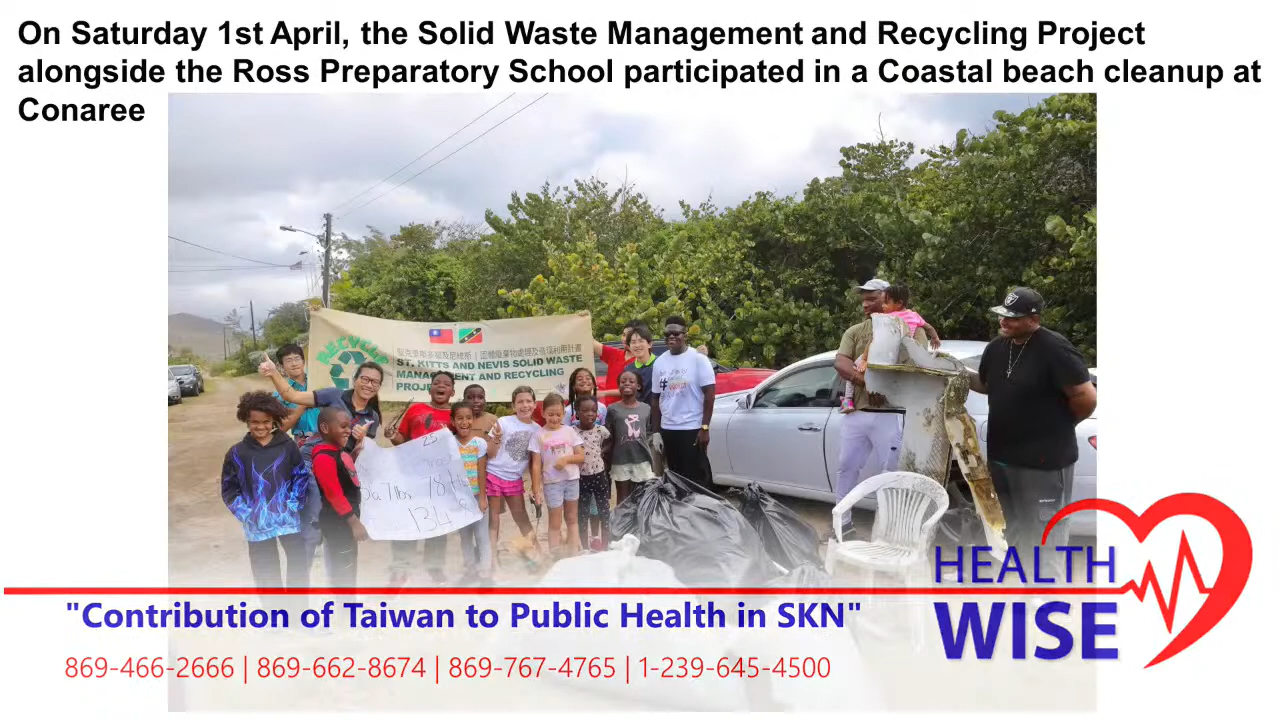 On Saturday 1st April, the Solid Waste Management and Recycling Project
alongside the Ross Preparatory School participated in a Coastal beach cleanup at
Conaree
RECYCLE
ST. KITTS AND NEVIS SOLID WASTE
MANAGEMENT AND RECYCLING
25
134
HEALTH
WISE
"Contribution of Taiwan to Public Health in SKN"
869-466-2666 | 869-662-8674 | 869-767-4765 | 1-239-645-4500